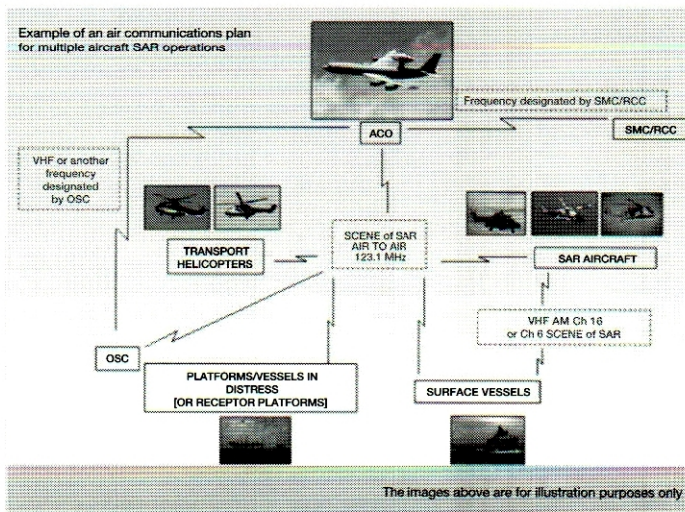 Example of an air communications plan
for multiple aircraft SAR operations
Frequency designated by SMC/RCC
ACO
SMC/RCC
VHF or another
frequency
designated
by OSC
SCENE of SAR
AIR TO AIR
123.1 MHz
TRANSPORT
HELICOPTERS
SAR AIRCRAFT
VHF AM Ch 16
or Ch 6 SCENE of SAR
OSC
PLATFORMS/VESSELS IN
DISTRESS
[OR RECEPTOR PLATFORMS]
SURFACE VESSELS
The images above are for illustration purposes only